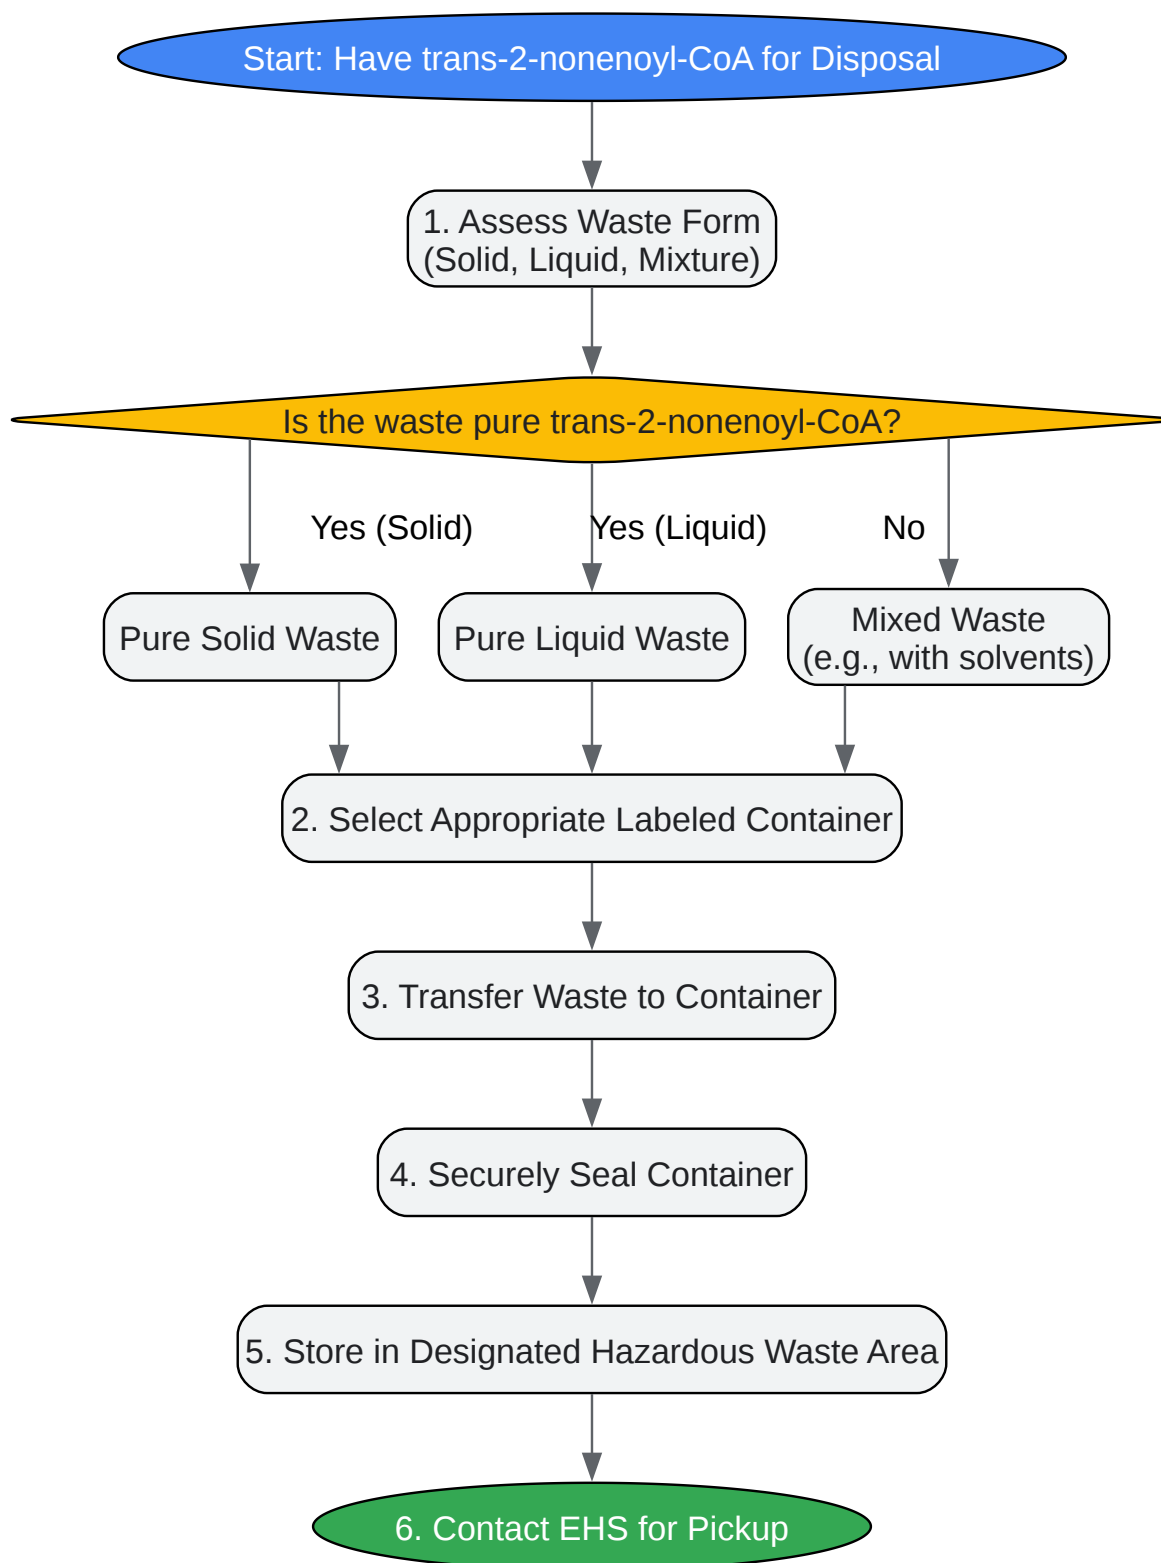 Start: Have trans-2-nonenoyl-CoA for Disposal
1. Assess Waste Form
(Solid, Liquid, Mixture)
Is the waste pure trans-2-nonenoyl-CoA?
Yes (Solid)
Yes (Liquid)
No
Pure Solid Waste
Pure Liquid Waste
Mixed Waste
(e.g., with solvents)
2. Select Appropriate Labeled Container
3. Transfer Waste to Container
4. Securely Seal Container
5. Store in Designated Hazardous Waste Area
6. Contact EHS for Pickup